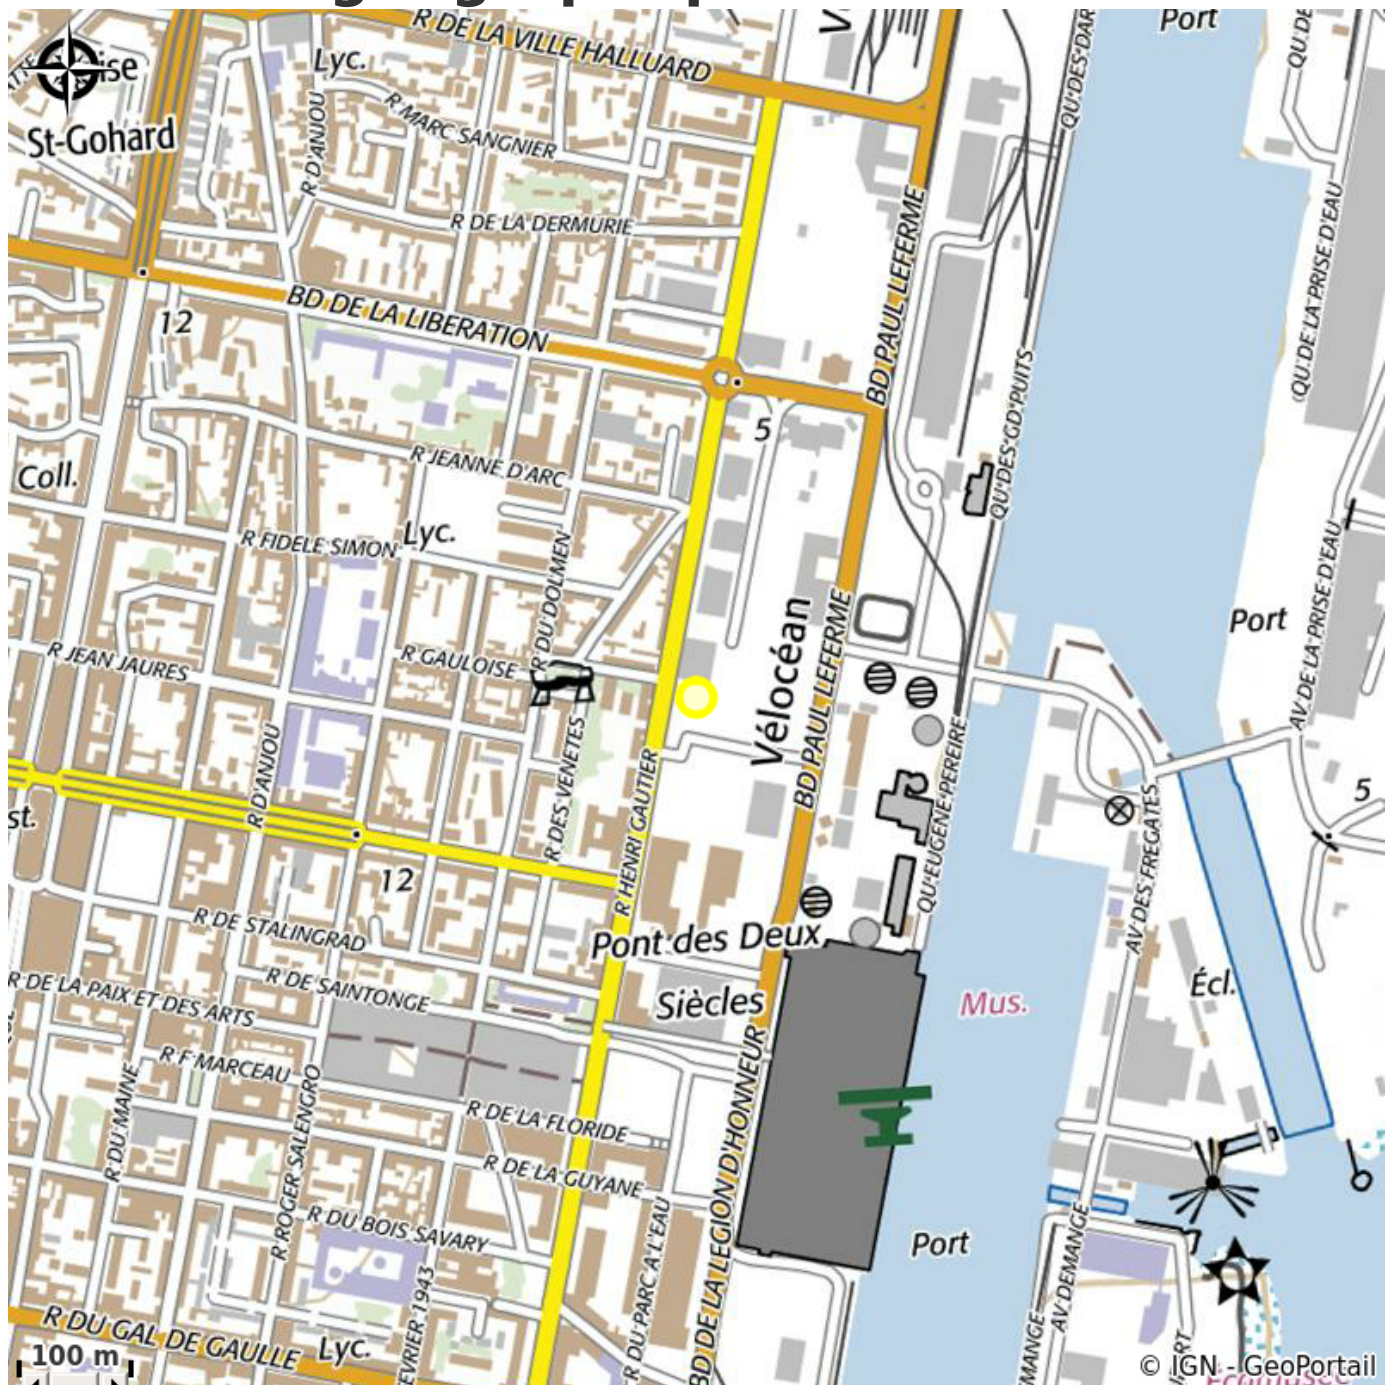 R DE LA VILLE HALLUARD
Port
Lyc.
St-Gohard
R MARC SANGNIER
R D'ANJOU
R DE LA DERMURIE
BD PAUL LEFERME
QU DE LA PRISE D'EAU
QU DE LA PRISE D'EAU
BD DE LA LIBERATION
12
5
QU DES GD PUITS
Coll.
R JEANNE D'ARC
R FIDELE SIMON
Lyc.
R DU DOLMEN
AV DE LA PRISE D'EAU
Port
R JEAN JAURES
R GAULOISE
Vélocéan
BD PAUL LEFERME
R D'ANJOU
R DES VENETES
R HENRI GAUTIER
QU EUGENE PEREIRE
AV DES FREGATES
5
st.
12
R DE STALINGRAD
Pont des Deux
Siècles
R DE LA PAIX ET DES ARTS
R DE SAINTONGE
Mus.
Écl.
R F MARCEAU
R DU MAINE
R ROGER SALENGRO
R DE LA FLORIDE
R DE LA GUYANE
BD DE LA LEGION D'HONNEUR
R DU BOIS SAVARY
R DU PARC A L'EAU
Port
AV DEMANGE
R DU GAL DE GAULLE
Lyc.
100 m
© IGN - GeoPortail